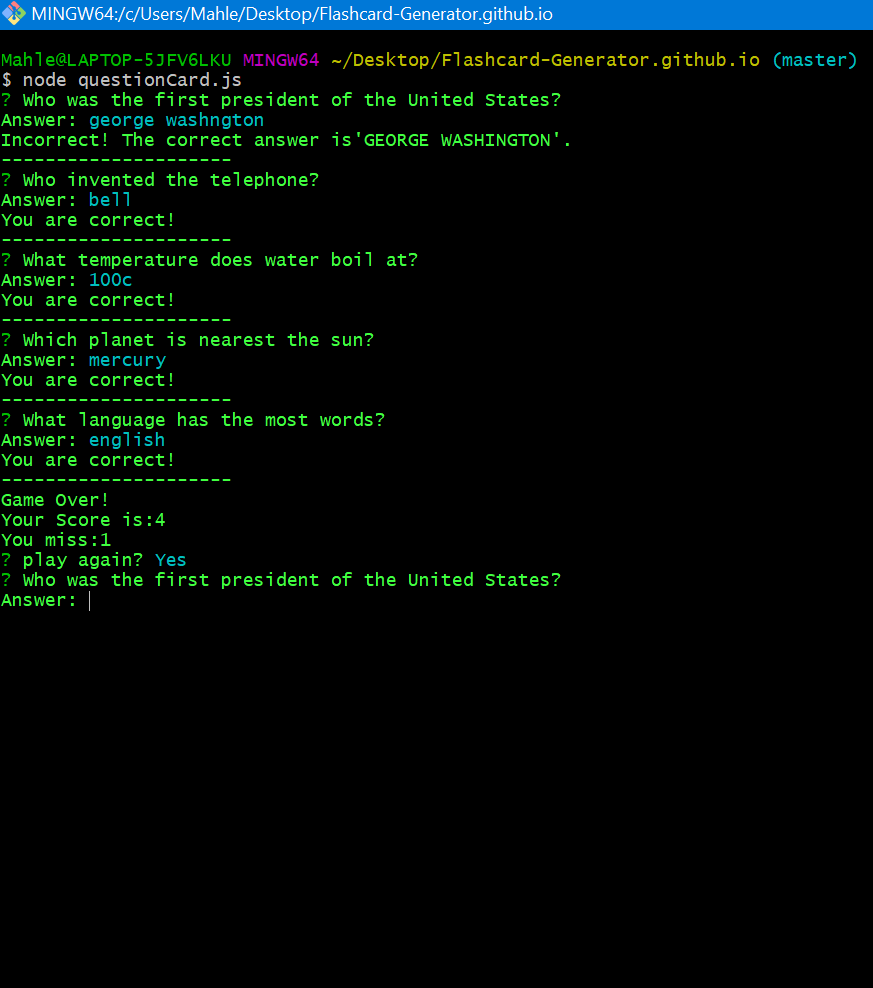 MINGW64:/c/Users/Mahle/Desktop/Flashcard-Generator.github.io
Mahle@LAPTOP-5JFV6LKU MINGW64 ~/Desktop/Flashcard-Generator.github.io (master)
$ node questionCard.js
? Who was the first president of the United States?
Answer: george washngton
Incorrect! The correct answer is'GEORGE WASHINGTON'.
---------------------
? Who invented the telephone?
Answer: bell
You are correct!
---------------------
? What temperature does water boil at?
Answer: 100c
You are correct!
---------------------
? Which planet is nearest the sun?
Answer: mercury
You are correct!
---------------------
? What language has the most words?
Answer: english
You are correct!
---------------------
Game Over!
Your Score is:4
You miss:1
? play again? Yes
? Who was the first president of the United States?
Answer: